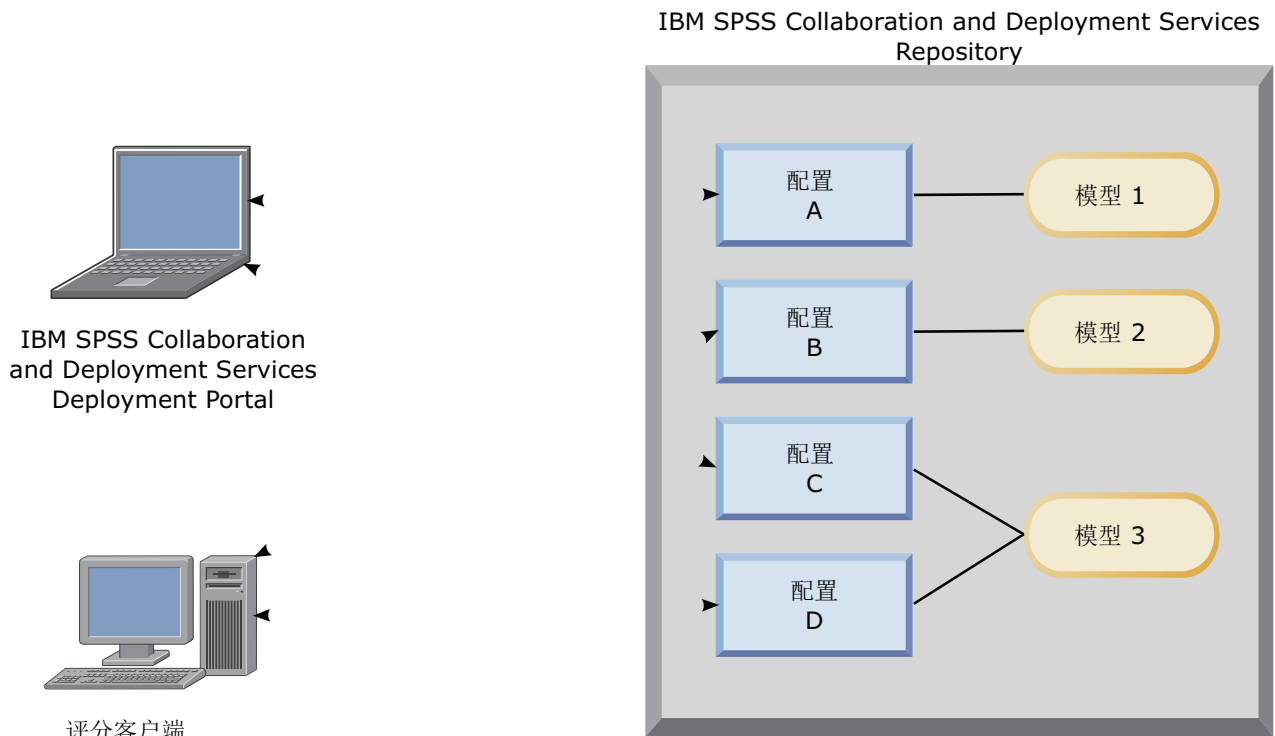 IBM SPSS Collaboration and Deployment Services
Repository
配置
A
模型 1
配置
B
模型 2
IBM SPSS Collaboration
and Deployment Services
Deployment Portal
配置
C
模型 3
配置
D
评分客户端